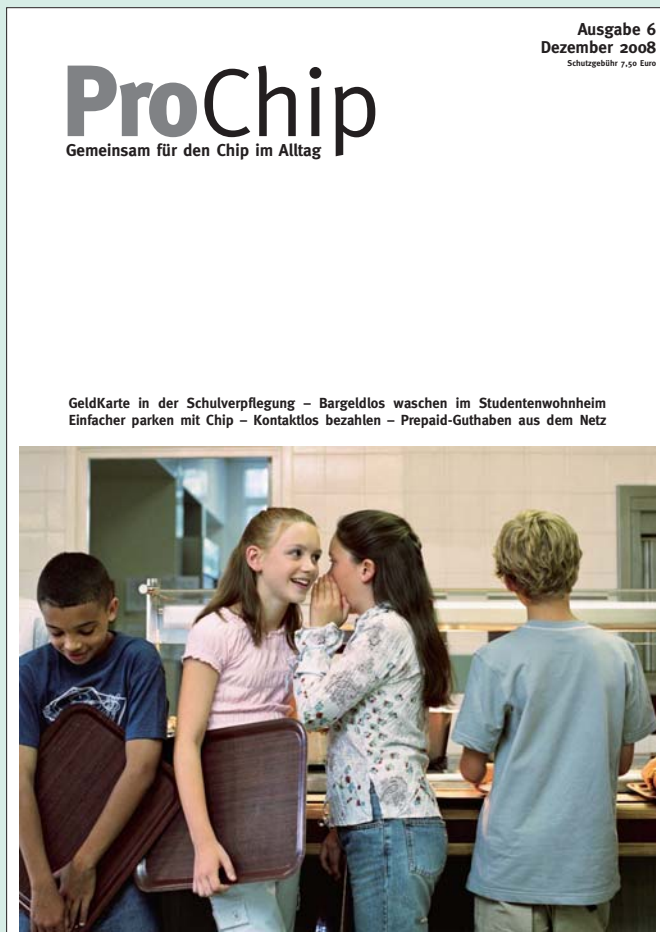 Ausgabe 6
Dezember 2008
Schutzgebühr 7,50 Euro
ProChip
Gemeinsam für den Chip im Alltag
GeldKarte in der Schulverpflegung – Bargeldlos waschen im Studentenwohnheim
Einfacher parken mit Chip – Kontaktlos bezahlen – Prepaid-Guthaben aus dem Netz